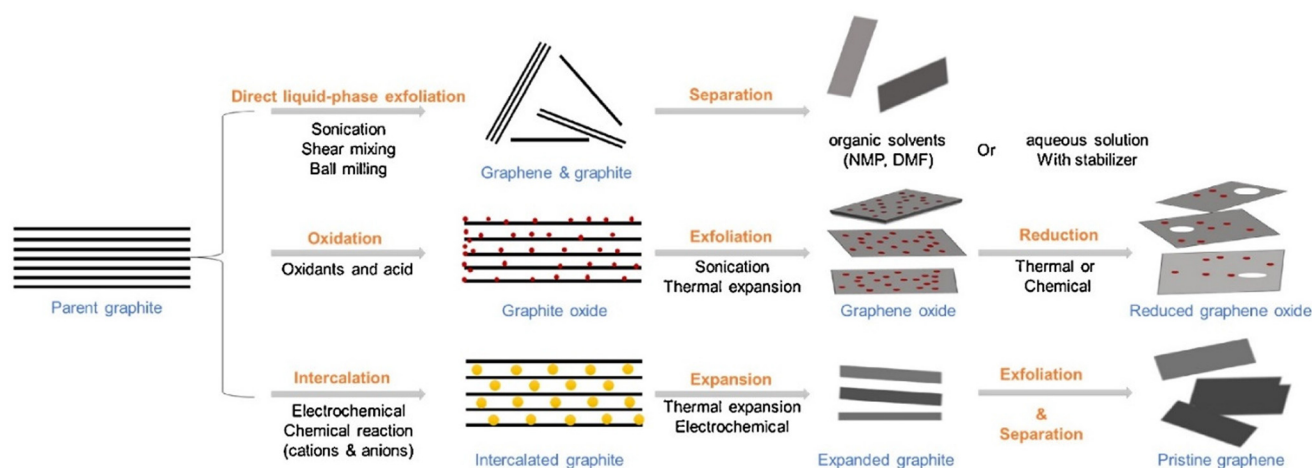 Direct liquid-phase exfoliation
Sonication
Shear mixing
Ball milling
Graphene & graphite
Separation
organic solvents
(NMP, DMF)
Or
aqueous solution
With stabilizer
Parent graphite
Oxidation
Oxidants and acid
Graphite oxide
Exfoliation
Sonication
Thermal expansion
Graphene oxide
Reduction
Thermal or
Chemical
Reduced graphene oxide
Intercalation
Electrochemical
Chemical reaction
(cations & anions)
Intercalated graphite
Expansion
Thermal expansion
Electrochemical
Expanded graphite
Exfoliation
&
Separation
Pristine graphene